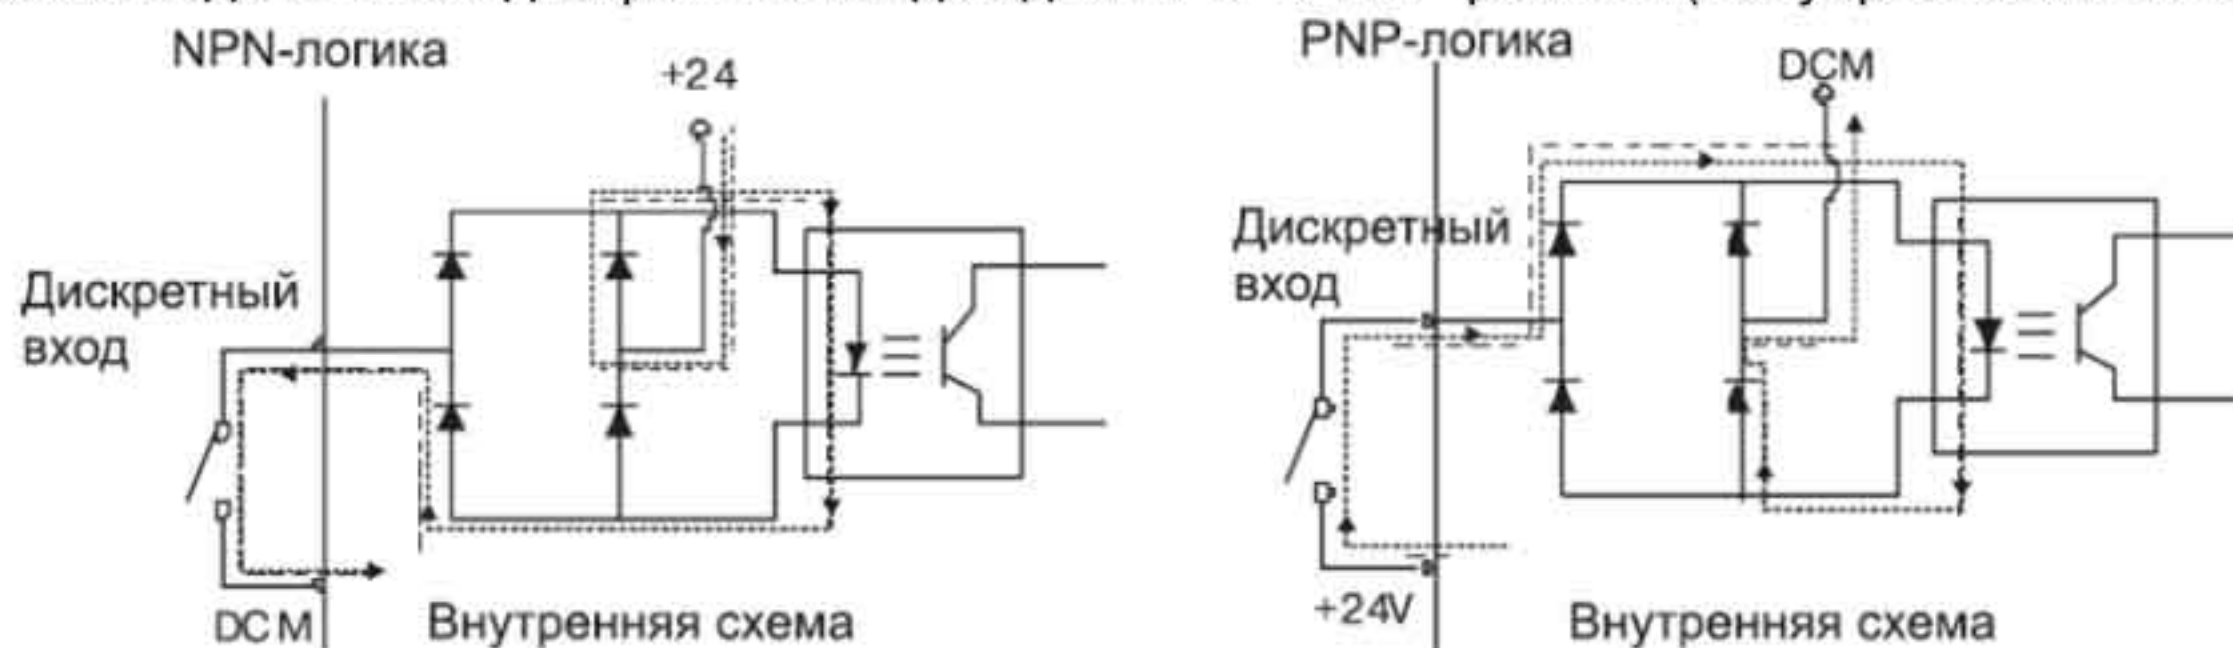 NPN-логика
+24
Дискретный
вход
DCM
Внутренняя схема
PNP-логика
DCM
Дискретный
вход
+24V
Внутренняя схема